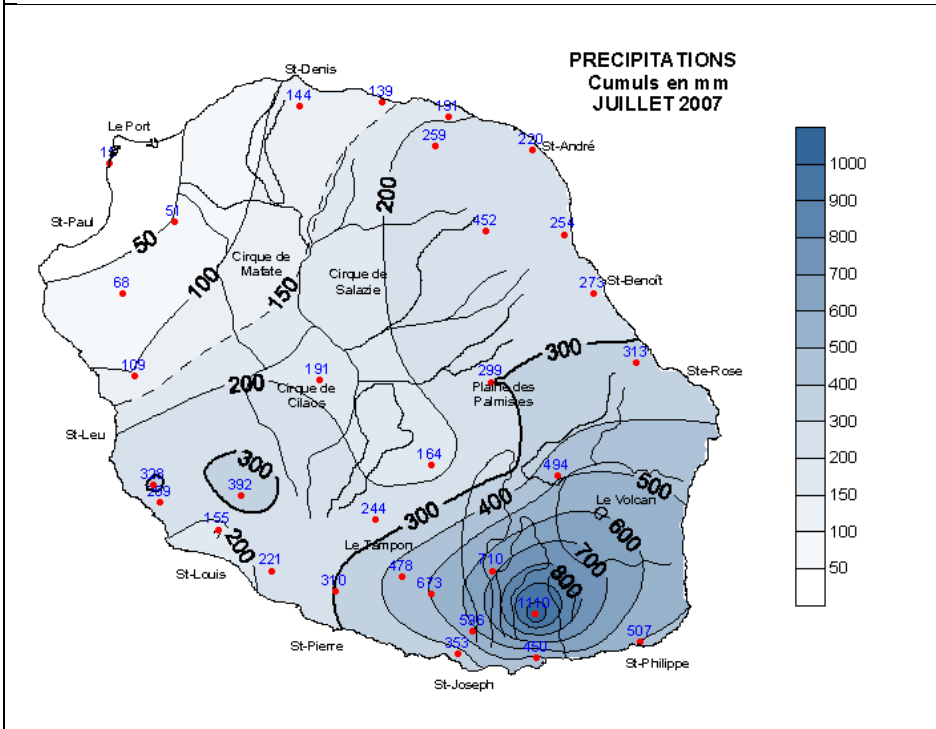 PRECIPITATIONS
Cumuls en mm
JUILLET 2007
St-Denis
144
139
191
Le Port
259
220
St-André
St-Paul
51
50
200
452
254
Cirque de
Mafate
Cirque de
Salazie
100
150
68
273
St-Benoît
109
300
313
299
Ste-Rose
191
200
Cirque de
Cilaos
Plaine des
Palmistes
St-Leu
300
164
328
392
494
500
Le Volcan
400
244
300
155
200
Le Tampon
600
St-Louis
221
478
710
700
310
673
800
1110
St-Pierre
507
353
450
St-Philippe
St-Joseph
1000
900
800
700
600
500
400
300
200
150
100
50